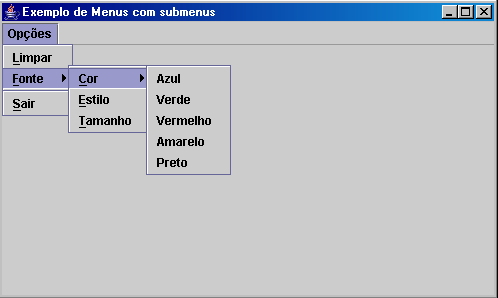 Exemplo de Menus com submenus
Opções
Limpar
Fonte
Cor
Azul
Estilo
Verde
Sair
Tamanho
Vermelho
Amarelo
Preto